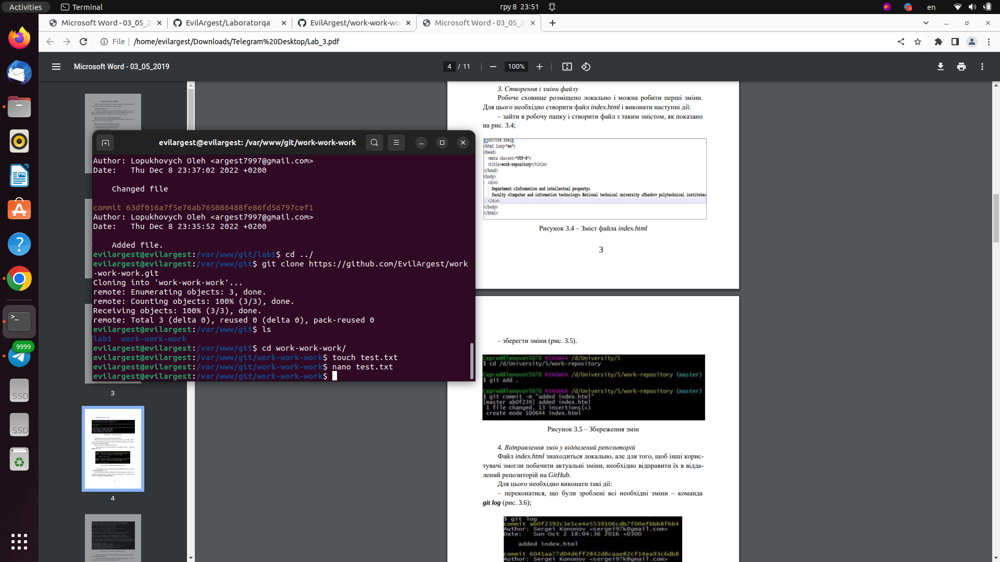 Activities
Terminal
гру 8 23:51
en
Microsoft Word - 03_05_2
EvilArgest/Laboratorqa
EvilArgest/work-work-wo
Microsoft Word - 03_05_2
File
/home/evilargest/Downloads/Telegram%20Desktop/Lab_3.pdf
Microsoft Word - 03_05_2019
4 / 11
100%
evilargest@evilargest: /var/www/git/work-work-work
Author: Lopukhovych Oleh <argest7997@gmail.com>
Date: Thu Dec 8 23:37:02 2022 +0200
Changed file
commit 63df016a7f5e76ab765086488fe86fd56797cef1
Author: Lopukhovych Oleh <argest7997@gmail.com>
Date: Thu Dec 8 23:35:52 2022 +0200
Added file.
evilargest@evilargest:/var/www/git/lab1$ cd ../
evilargest@evilargest:/var/www/git$ git clone https://github.com/EvilArgest/work
-work-work.git
Cloning into 'work-work-work'...
remote: Enumerating objects: 3, done.
remote: Counting objects: 100% (3/3), done.
Receiving objects: 100% (3/3), done.
remote: Total 3 (delta 0), reused 0 (delta 0), pack-reused 0
evilargest@evilargest:/var/www/git$ ls
lab1 work-work-work
evilargest@evilargest:/var/www/git$ cd work-work-work/
evilargest@evilargest:/var/www/git/work-work-work$ touch test.txt
evilargest@evilargest:/var/www/git/work-work-work$ nano test.txt
evilargest@evilargest:/var/www/git/work-work-work$
3
4
9999
SSD
SSD
3. Створення і зміни файлу
Робоче сховище розміщено локально і можна робити перші зміни.
Для цього необхідно створити файл index.html і виконати наступні дії:
– зайти в робочу папку і створити файл з таким змістом, як показано
на рис. 3.4;
<!DOCTYPE html>
<html lang="en">
<head>
<meta charset="UTF-8">
<title>work-repository</title>
</head>
<body>
<div>
Department «Information and intellectual property»
faculty «Computer and information technology» National technical university «Kharkov polytechnical institute»
</div>
</body>
</html>
Рисунок 3.4 – Зміст файла index.html
3
– зберегти зміни (рис. 3.5).
Сергей@lenovoY5070 MINGW64 /d/University/5
$ cd /d/University/5/work-repository
Сергей@lenovoY5070 MINGW64 /d/University/5/work-repository (master)
$ git add .
Сергей@lenovoY5070 MINGW64 /d/University/5/work-repository (master)
$ git commit -m "added index.html"
[master ab0f239] added index.html
1 file changed, 13 insertions(+)
create mode 100644 index.html
Рисунок 3.5 – Збереження змін
4. Відправлення змін у віддалений репозиторій
Файл index.html знаходиться локально, але для того, щоб інші корис-
тувачі змогли побачити актуальні зміни, необхідно відправити їх в відда-
лений репозиторій на GitHub.
Для цього необхідно виконати такі дії:
– переконатися, що були зроблені всі необхідні зміни – команда
git log (рис. 3.6);
$ git log
commit ab0f2392c3e5ce4e5539106cdb7f00ef6bb8f664
Author: Sergei Kononov <sergei97k@gmail.com>
Date: Sun Oct 2 18:04:36 2016 +0300
added index.html
commit 6041aa77d04d6ff2842d8caae82cf14ea93c6db8
Author: Sergei Kononov <sergei97k@gmail.com>